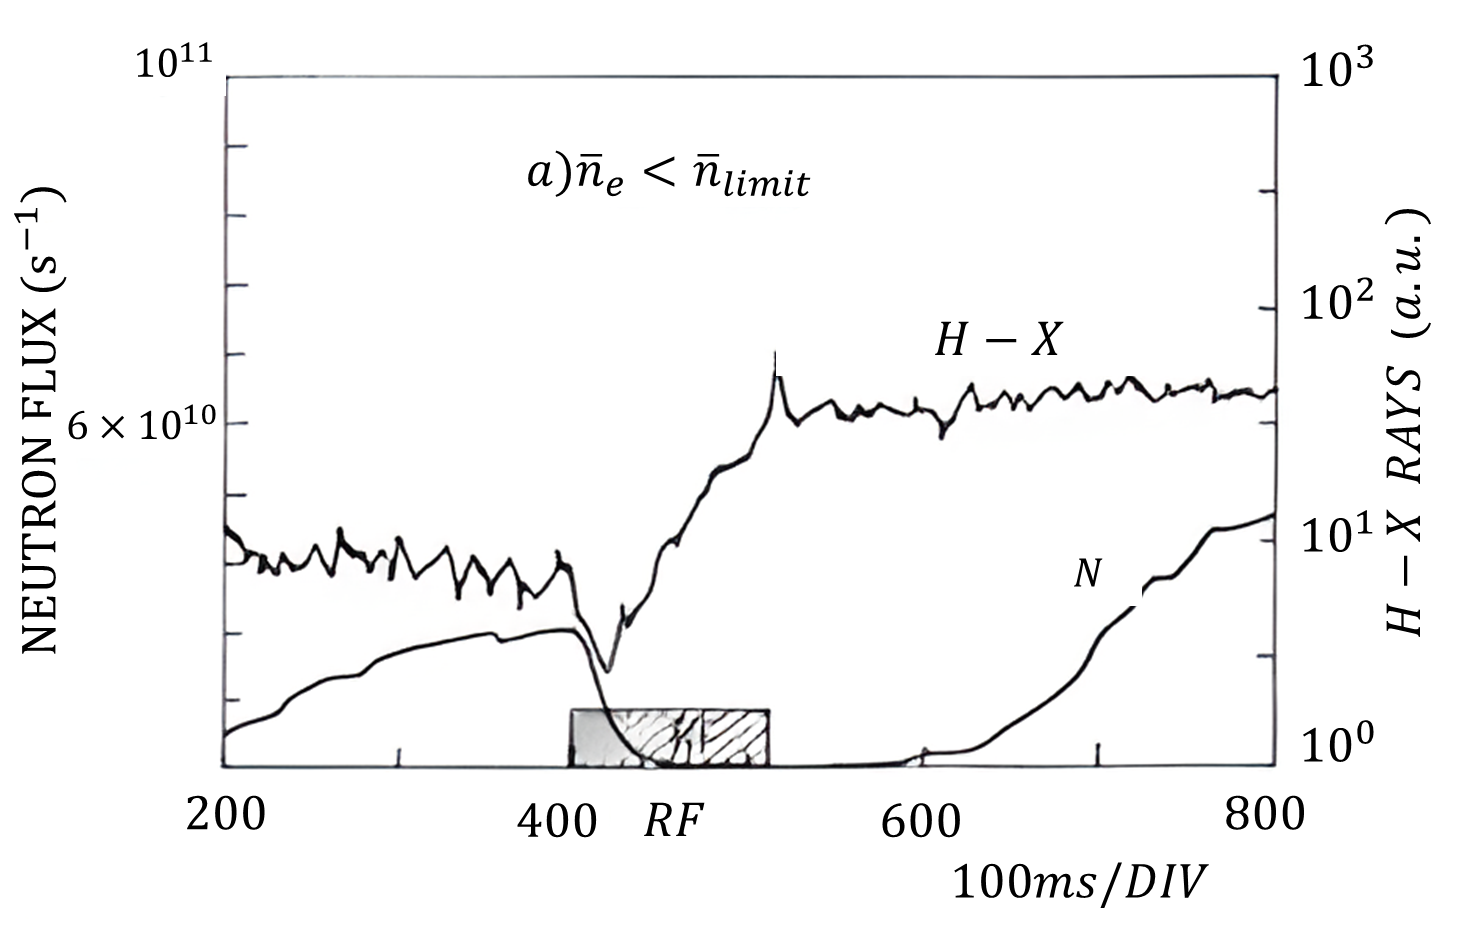 10¹¹
10³
a) n̄ₑ < n̄ₗᵢₘᵢₜ
NEUTRON FLUX (s⁻¹)
H – X RAYS (a.u.)
10²
H – X
6 × 10¹⁰
10¹
N
10⁰
200
400
RF
600
800
100ms/DIV